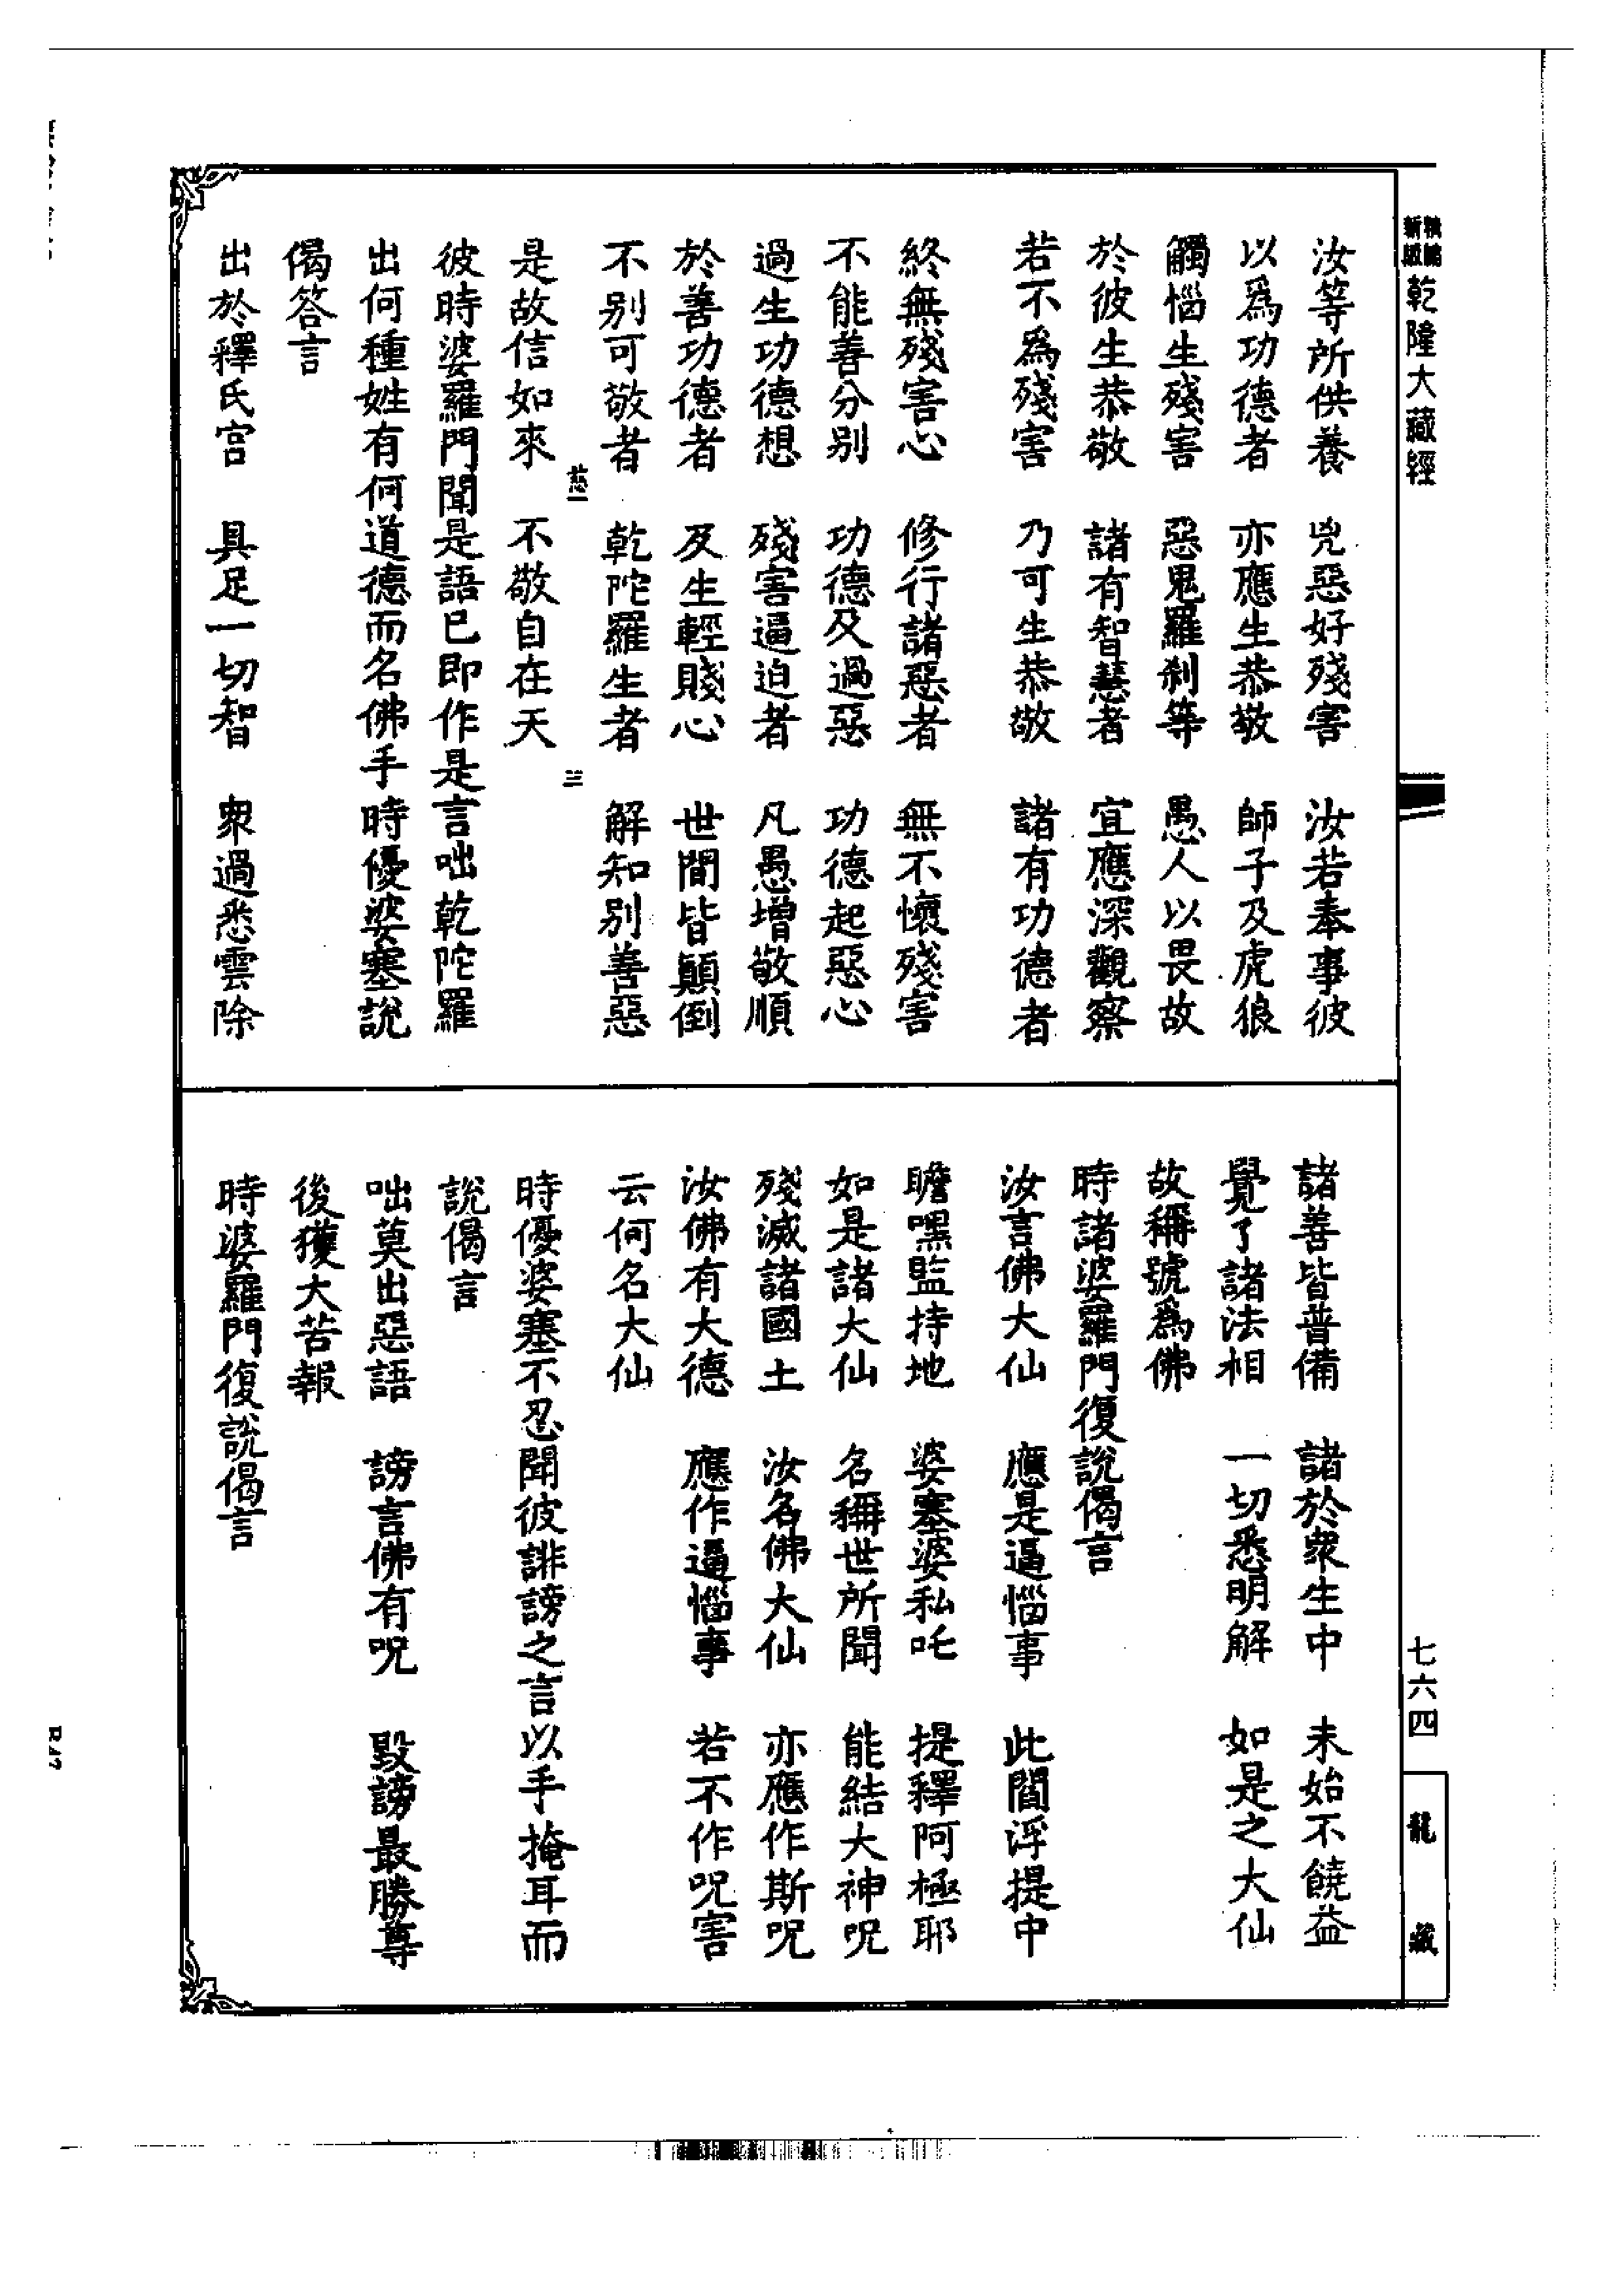 新編縮版 乾隆大藏經
汝等所供養　兇惡好殘害　汝若奉事彼
以爲功德者　亦應生恭敬　師子及虎狼
觸惱生殘害　惡鬼羅剎等　愚人以畏故
於彼生恭敬　諸有智慧者　宜應深觀察
若不爲殘害　乃可生恭敬　諸有功德者
終無殘害心　修行諸惡者　無不懷殘害
不能善分別　功德及過惡　功德起惡心
過生功德想　殘害逼迫者　凡愚增敬順
於善功德者　反生輕賤心　世間皆顛倒
不別可敬者　乾陀羅生者　解知別善惡
慈一　三
是故信如來　不敬自在天
彼時婆羅門聞是語已即作是言咄乾陀羅
出何種姓有何道德而名佛乎時優婆塞說
偈答言
出於釋氏宮　具足一切智　衆過悉雲除
諸善皆普備　諸於衆生中　未始不饒益
覺了諸法相　一切悉明解　如是之大仙
故稱號爲佛
時諸婆羅門復說偈言
汝言佛大仙　應是逼惱事　此閻浮提中
瞻嘿監持地　婆塞婆私吒　提釋阿極耶
如是諸大仙　名稱世所聞　能結大神呪
殘滅諸國土　汝名佛大仙　亦應作斯呪
汝佛有大德　應作逼惱事　若不作呪害
云何名大仙
時優婆塞不忍聞彼誹謗之言以手掩耳而
說偈言
咄莫出惡語　謗言佛有呪　毀謗最勝尊
後獲大苦報
時婆羅門復說偈言
七六四
龍藏